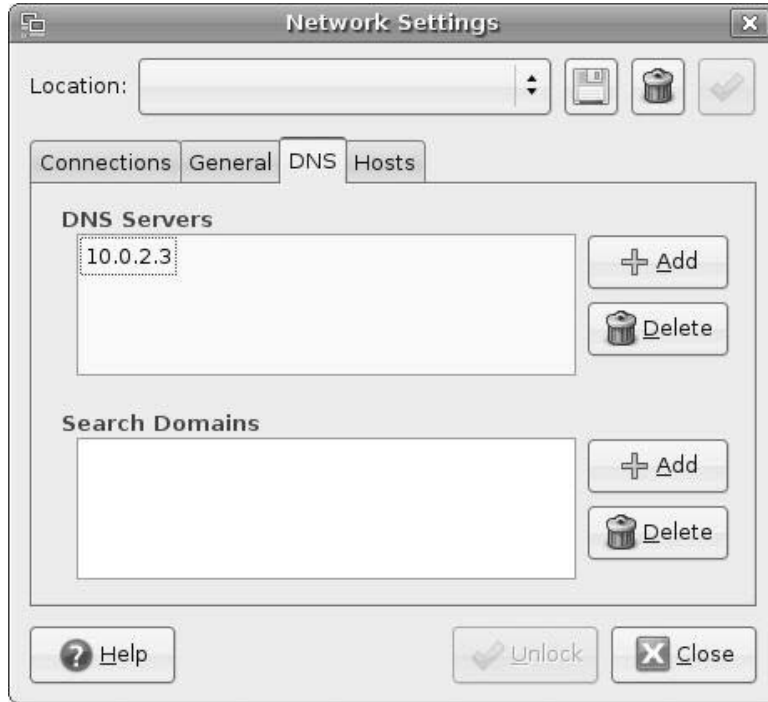 Network Settings
Location:
Connections General DNS Hosts
DNS Servers
10.0.2.3
Add
Delete
Search Domains
Add
Delete
Help Unlock Close